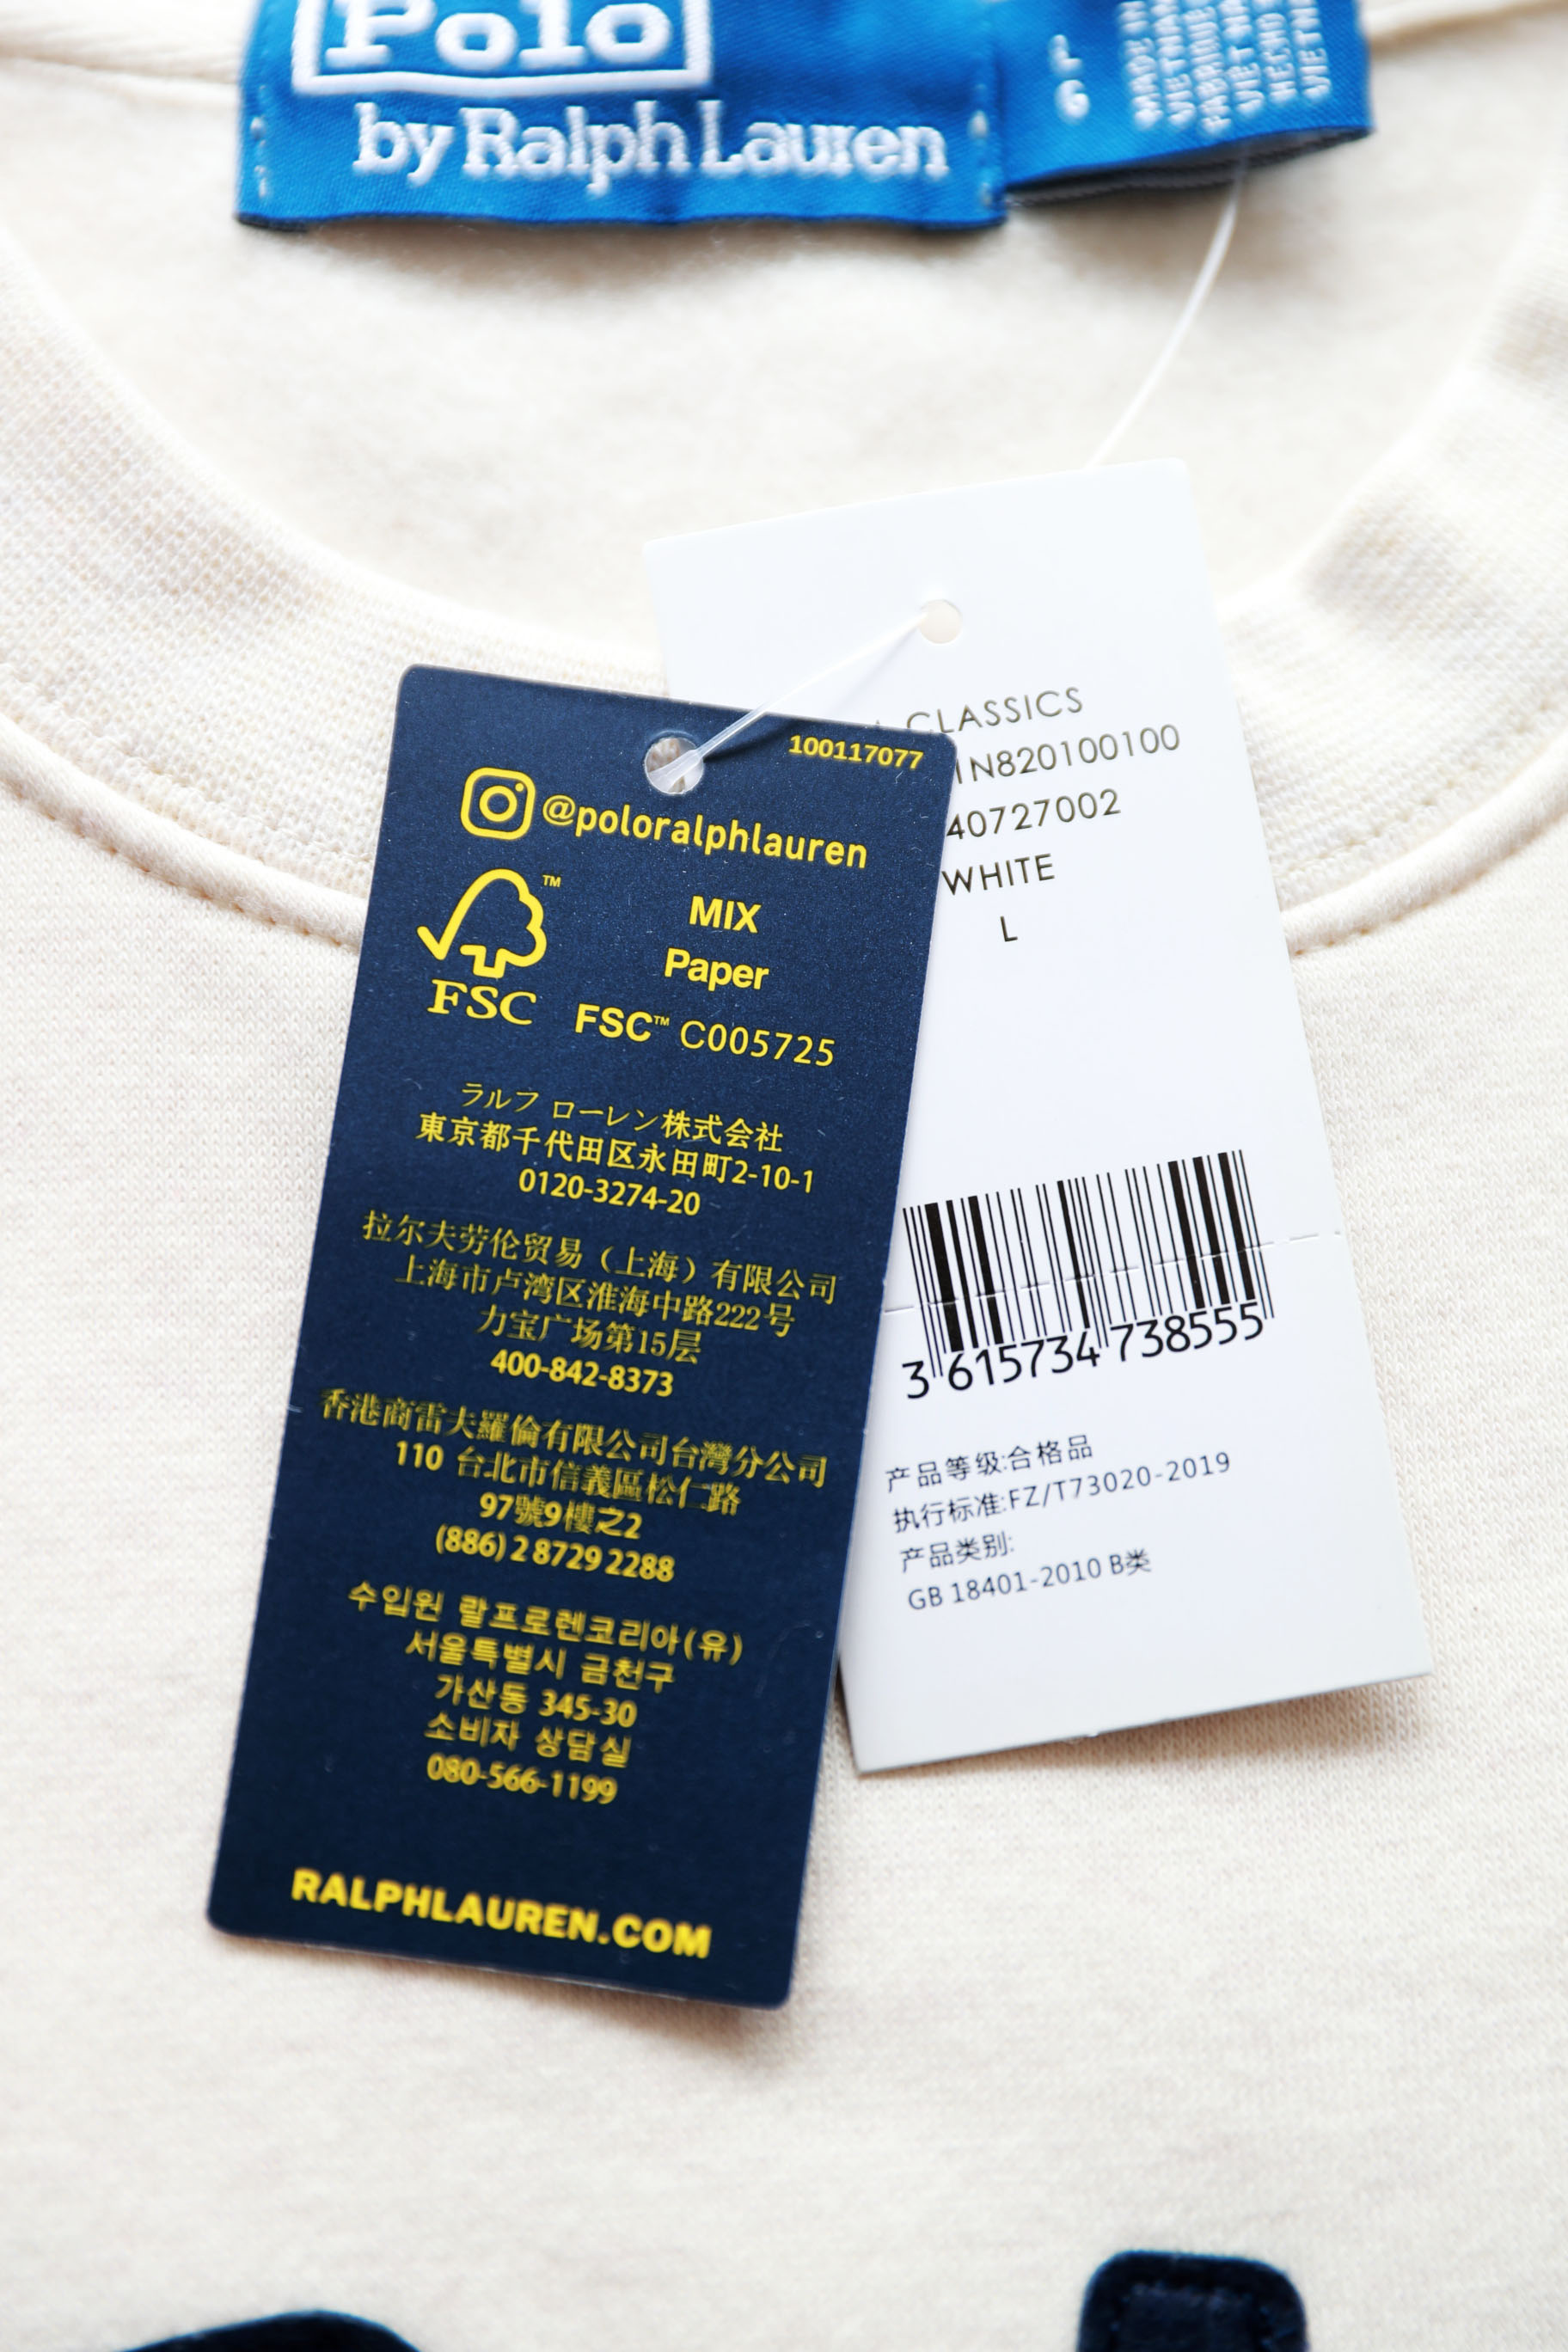 Polo
by Ralph Lauren
L
G
MADE IN
VIETNAM
100117077
@poloralphlauren
™
FSC
MIX
Paper
FSC™ C005725
ラルフ ローレン株式会社
東京都千代田区永田町2-10-1
0120-3274-20
拉尔夫劳伦贸易（上海）有限公司
上海市卢湾区淮海中路222号
力宝广场第15层
400-842-8373
香港商雷夫羅倫有限公司台灣分公司
110 台北市信義區松仁路
97號9樓之2
(886) 2 8729 2288
수입원 랄프로렌코리아(유)
서울특별시 금천구
가산동 345-30
소비자 상담실
080-566-1199
RALPHLAUREN.COM
CLASSICS
1N820100100
40727002
WHITE
L
3 615734 738555
产品等级:合格品
执行标准:FZ/T73020-2019
产品类别:
GB 18401-2010 B类